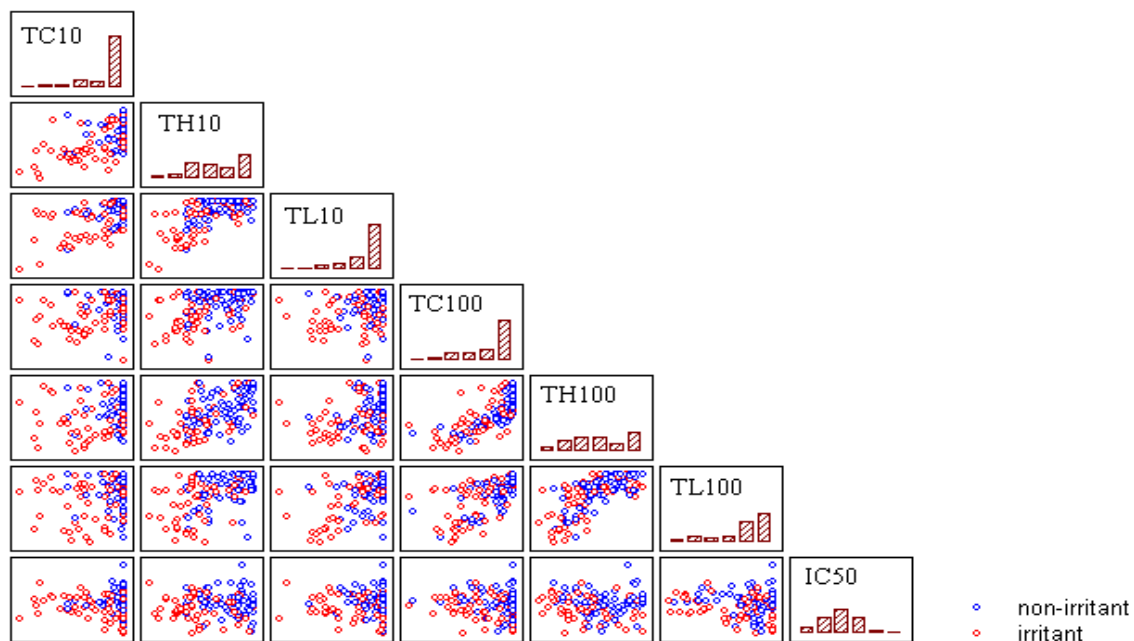 TC10
TH10
TL10
TC100
TH100
TL100
IC50
non-irritant
irritant